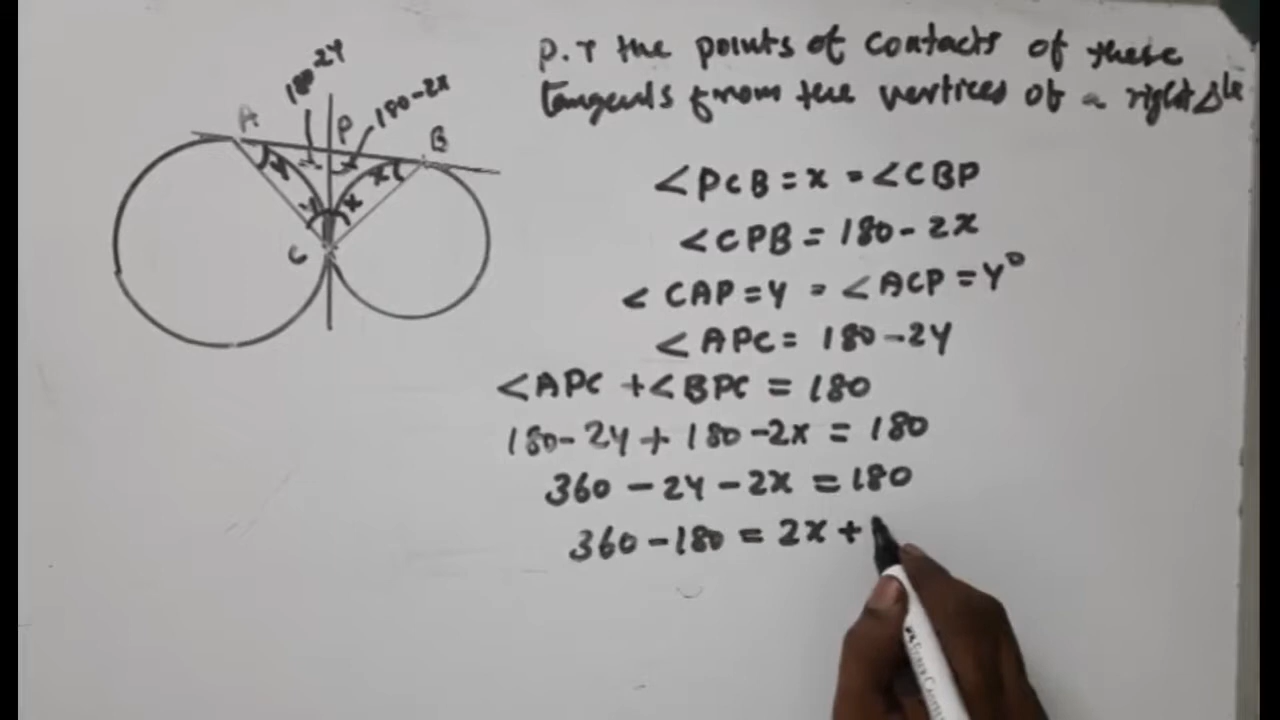 P.T the points of contacts of these
tangents from the vertices of a right Δle
∠PCB = x = ∠CBP
∠CPB = 180 - 2x
∠CAP = y = ∠ACP = y°
∠APC = 180 - 2y
∠APC + ∠BPC = 180
180 - 2y + 180 - 2x = 180
360 - 2y - 2x = 180
360 - 180 = 2x +
180-2y
180-2x
A
P
B
y
x
y
x
C